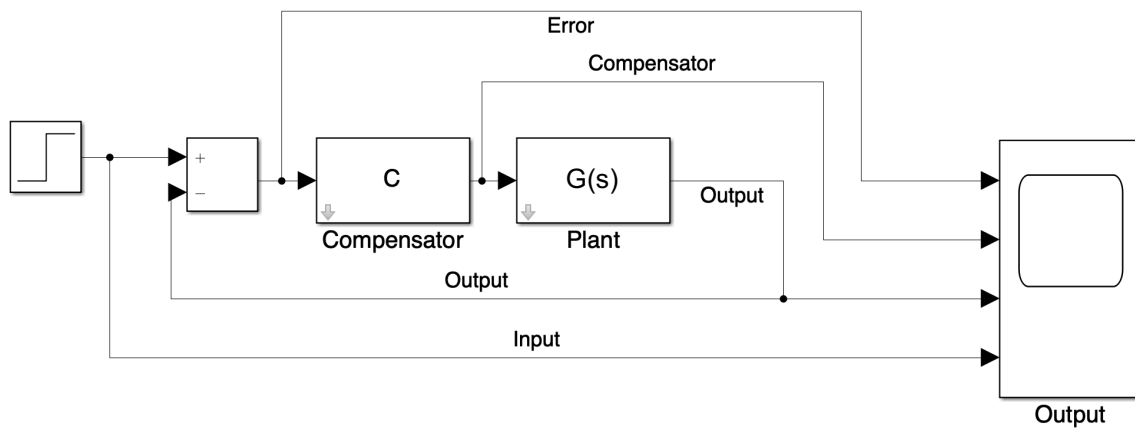 Error
Compensator
+
−
C
G(s)
Output
Compensator
Plant
Output
Input
Output